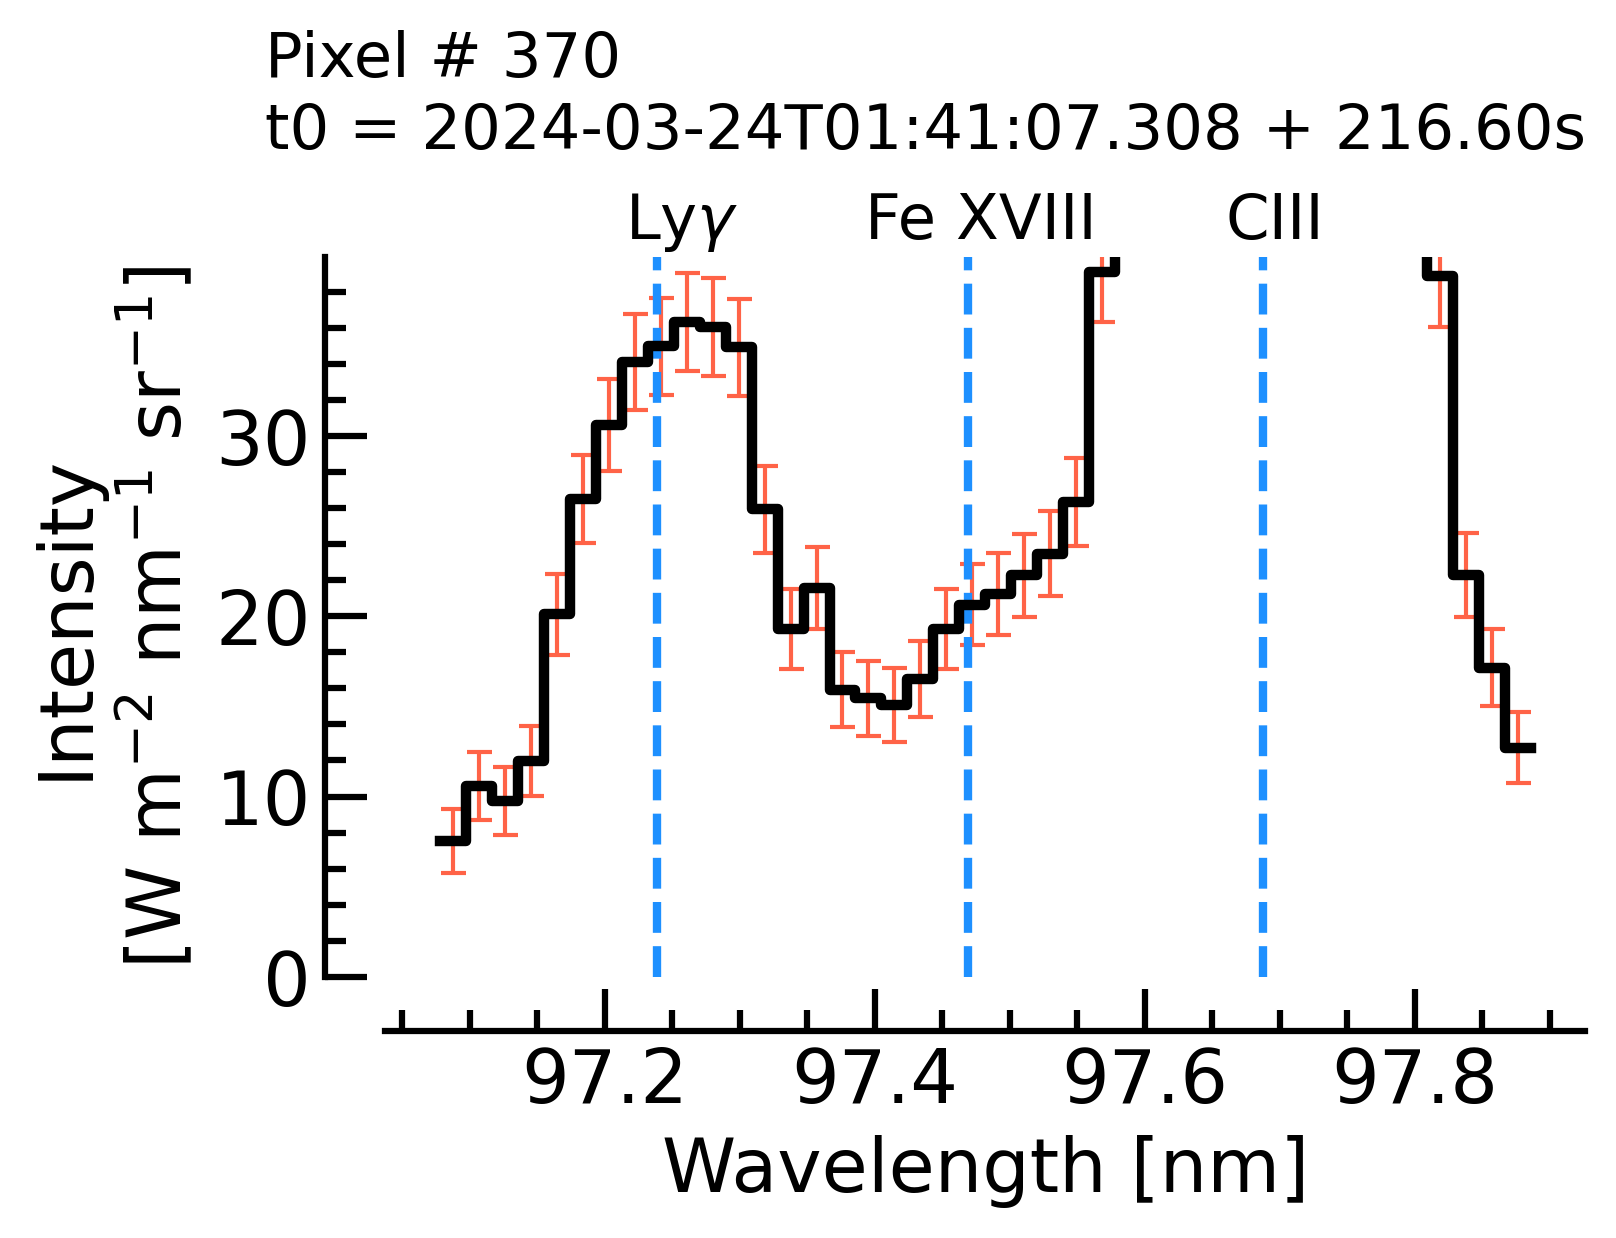 Pixel # 370
t0 = 2024-03-24T01:41:07.308 + 216.60s
Lyγ Fe XVIII CIII
Intensity
[W m⁻² nm⁻¹ sr⁻¹]
30
20
10
0
97.2 97.4 97.6 97.8
Wavelength [nm]